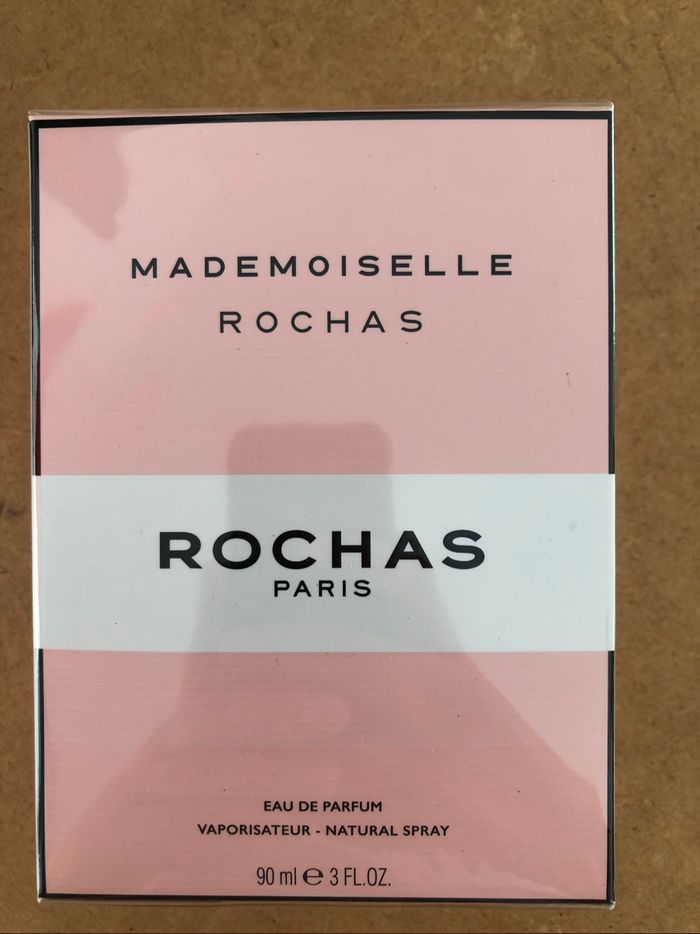 MADEMOISELLE
ROCHAS
ROCHAS
PARIS
EAU DE PARFUM
VAPORISATEUR - NATURAL SPRAY
90 ml ℮ 3 FL.OZ.